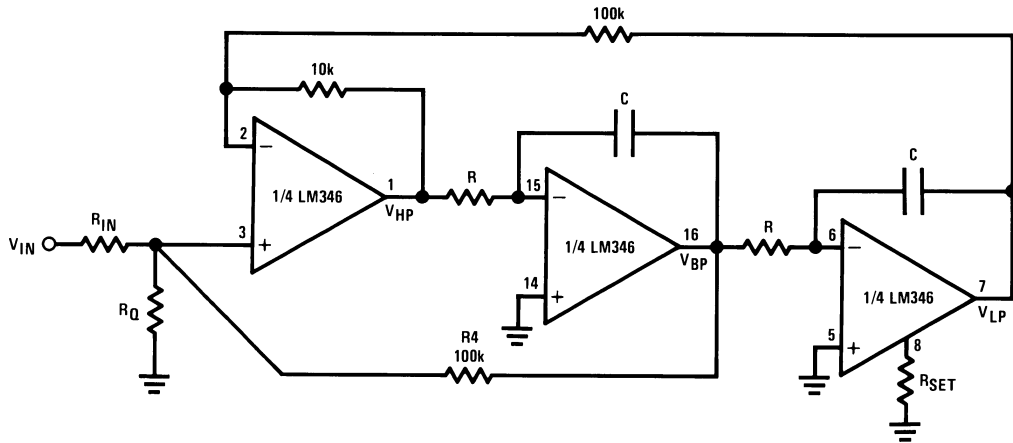 100k
10k
C
2
−
1/4 LM346
1
V_HP
R
15
−
C
R_IN
V_IN
3
+
1/4 LM346
16
V_BP
R
6
−
14
+
1/4 LM346
7
V_LP
R_Q
R4
100k
5
+
8
R_SET